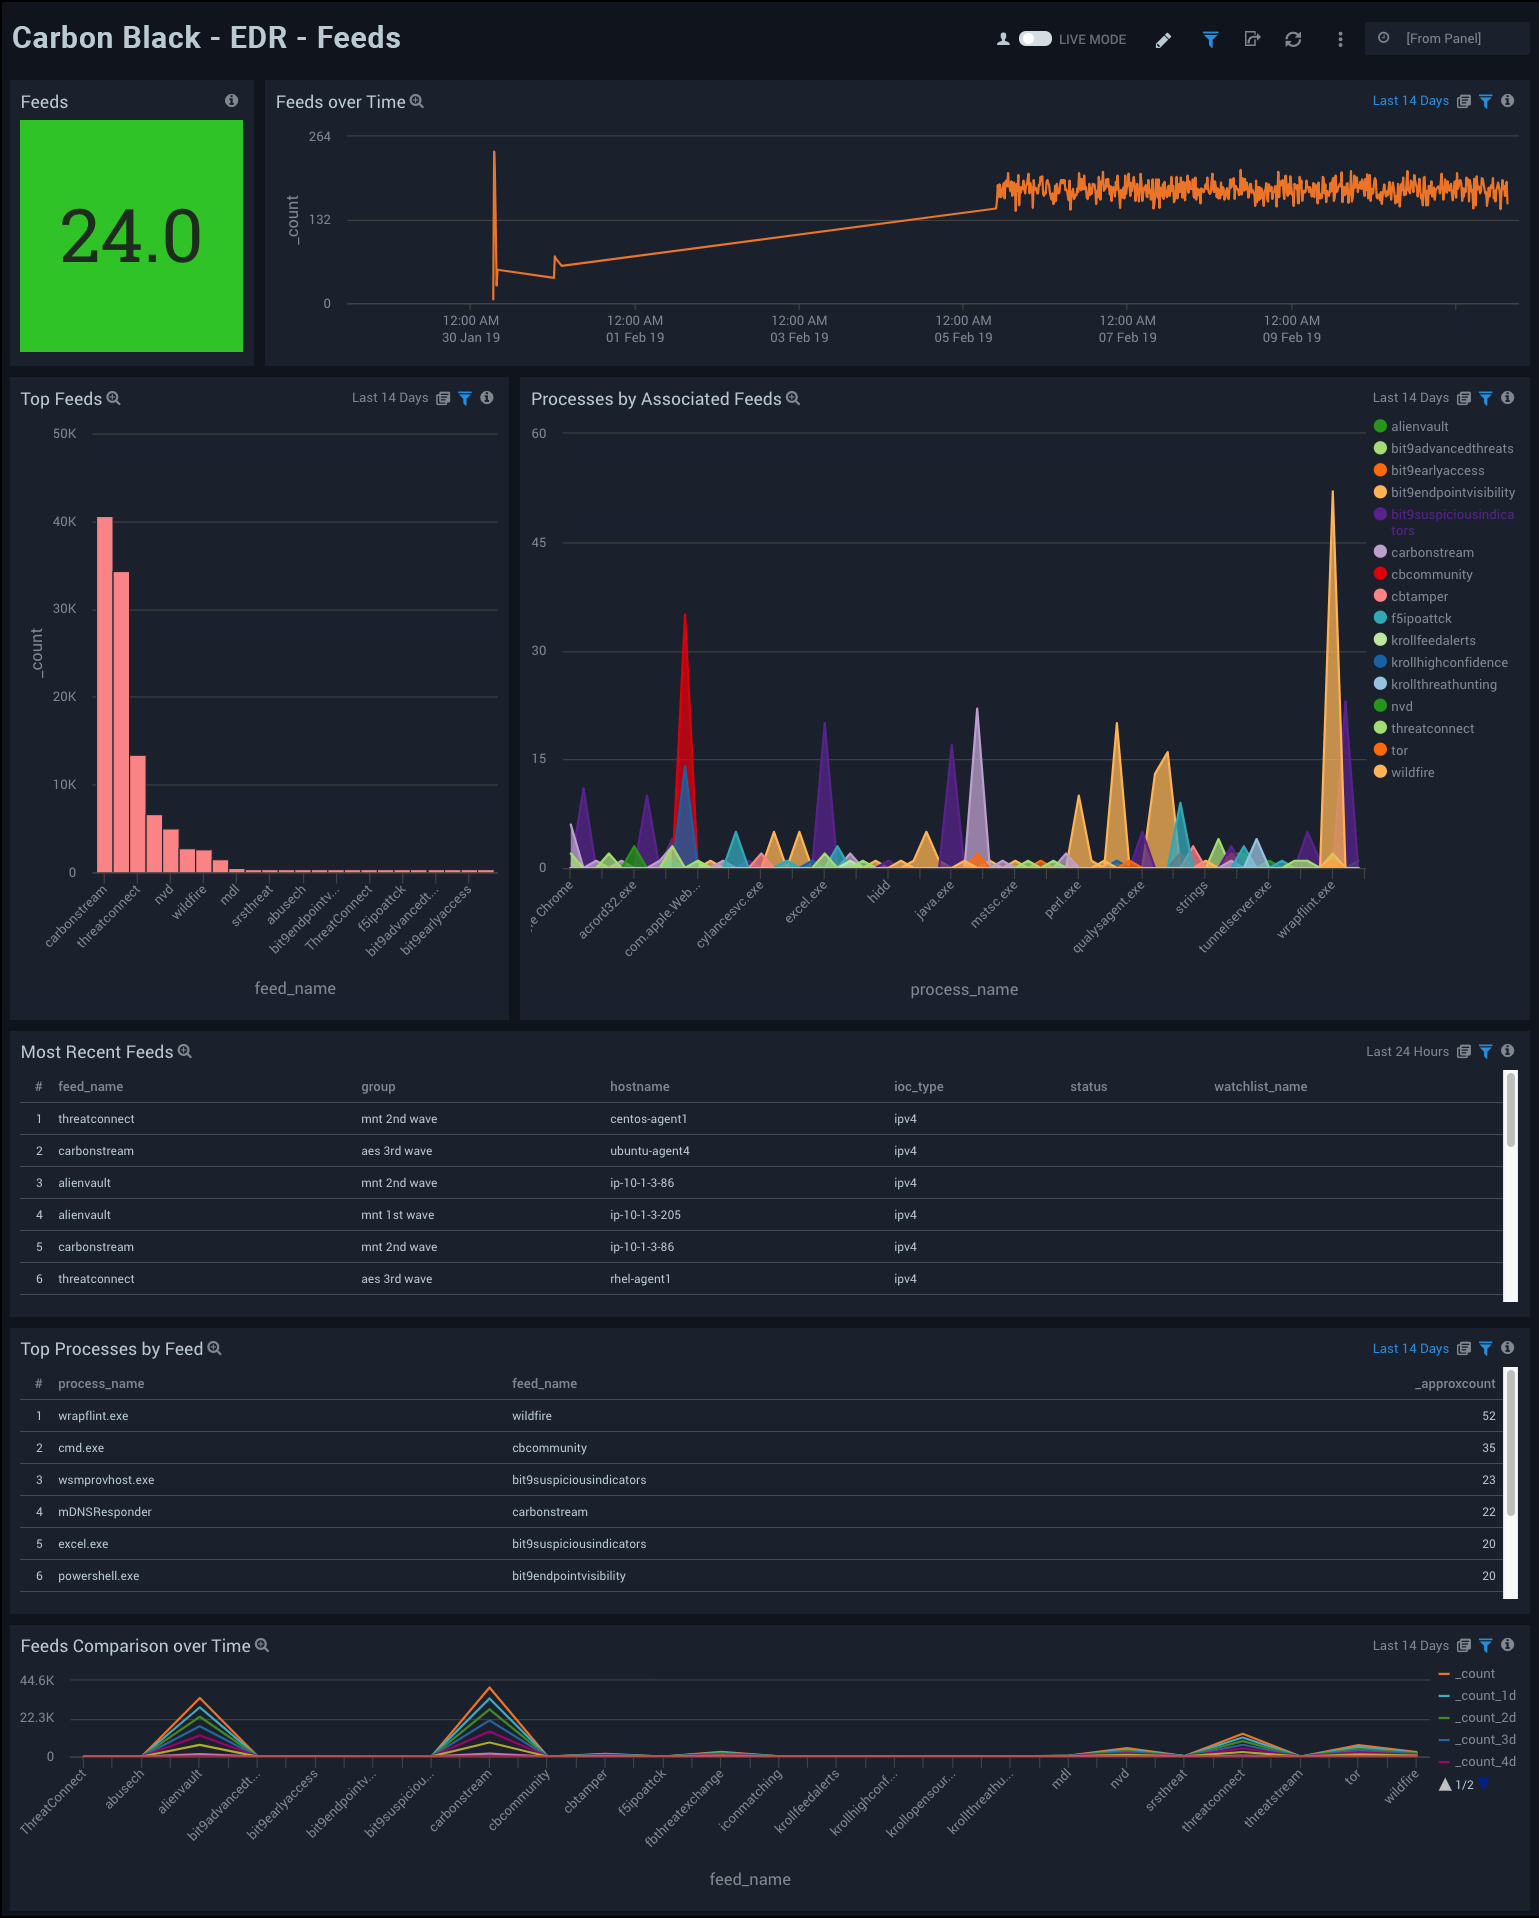 Carbon Black - EDR - Feeds
LIVE MODE
[From Panel]
Feeds
24.0
Feeds over Time
Last 14 Days
264
132
0
_count
12:00 AM 12:00 AM 12:00 AM 12:00 AM 12:00 AM 12:00 AM
30 Jan 19 01 Feb 19 03 Feb 19 05 Feb 19 07 Feb 19 09 Feb 19
Top Feeds
Last 14 Days
50K
40K
30K
20K
10K
0
_count
carbonstream
threatconnect
nvd
wildfire
mdl
srsthreat
abusech
bit9endpointv...
ThreatConnect
f5ipoattck
bit9advancedt...
bit9earlyaccess
feed_name
Processes by Associated Feeds
Last 14 Days
60
45
30
15
0
..e Chrome
acrord32.exe
com.apple.Web...
cylancesvc.exe
excel.exe
hidd
java.exe
mstsc.exe
perl.exe
qualysagent.exe
strings
tunnelserver.exe
wrapflint.exe
process_name
alienvault
bit9advancedthreats
bit9earlyaccess
bit9endpointvisibility
bit9suspiciousindica
tors
carbonstream
cbcommunity
cbtamper
f5ipoattck
krollfeedalerts
krollhighconfidence
krollthreathunting
nvd
threatconnect
tor
wildfire
Most Recent Feeds
Last 24 Hours
# feed_name group hostname ioc_type status watchlist_name
1 threatconnect mnt 2nd wave centos-agent1 ipv4
2 carbonstream aes 3rd wave ubuntu-agent4 ipv4
3 alienvault mnt 2nd wave ip-10-1-3-86 ipv4
4 alienvault mnt 1st wave ip-10-1-3-205 ipv4
5 carbonstream mnt 2nd wave ip-10-1-3-86 ipv4
6 threatconnect aes 3rd wave rhel-agent1 ipv4
Top Processes by Feed
Last 14 Days
# process_name feed_name _approxcount
1 wrapflint.exe wildfire 52
2 cmd.exe cbcommunity 35
3 wsmprovhost.exe bit9suspiciousindicators 23
4 mDNSResponder carbonstream 22
5 excel.exe bit9suspiciousindicators 20
6 powershell.exe bit9endpointvisibility 20
Feeds Comparison over Time
Last 14 Days
44.6K
22.3K
0
ThreatConnect
abusech
alienvault
bit9advancedt...
bit9earlyaccess
bit9endpointv...
bit9suspiciou...
carbonstream
cbcommunity
cbtamper
f5ipoattck
fbthreatexchange
iconmatching
krollfeedalerts
krollhighconf...
krollopensour...
krollthreathu...
mdl
nvd
srsthreat
threatconnect
threatstream
tor
wildfire
feed_name
_count
_count_1d
_count_2d
_count_3d
_count_4d
1/2